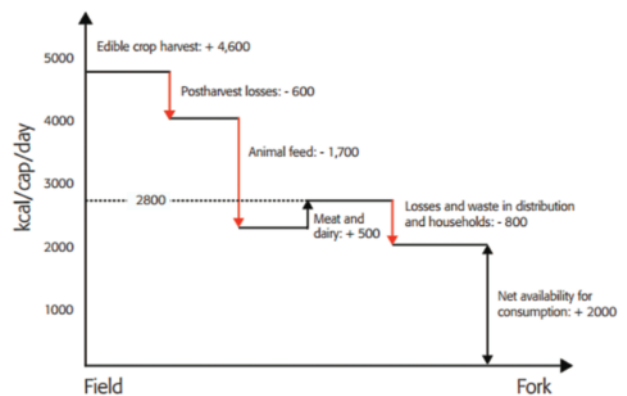 Edible crop harvest: + 4,600
5000
Postharvest losses: - 600
4000
Animal feed: - 1,700
3000
2800
Losses and waste in distribution
and households: - 800
Meat and
dairy: + 500
2000
Net availability for
consumption: + 2000
1000
kcal/cap/day
Field
Fork